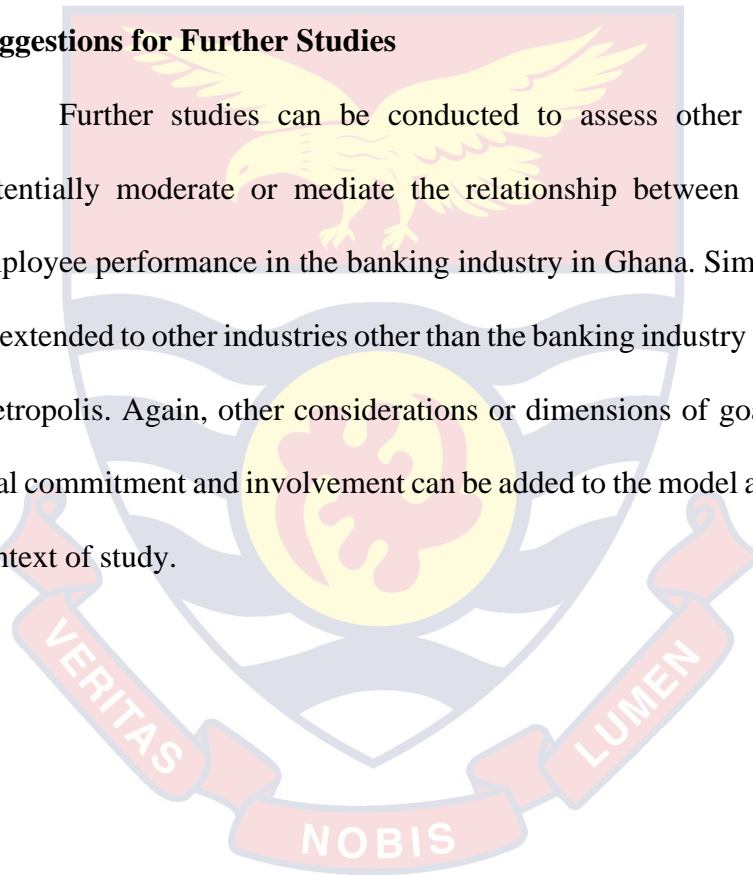 ggestions for Further Studies
Further studies can be conducted to assess other
tentially moderate or mediate the relationship between
ployee performance in the banking industry in Ghana. Sim
extended to other industries other than the banking industry
etropolis. Again, other considerations or dimensions of goa
al commitment and involvement can be added to the model a
ntext of study.
VERITAS
NOBIS
LUMEN